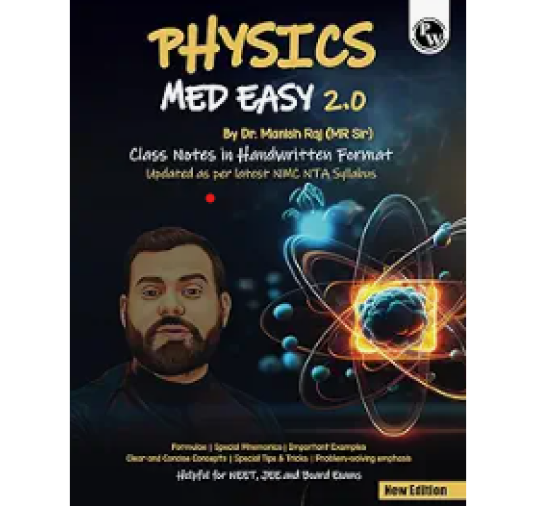 PW
PHYSICS
MED EASY 2.0
By Dr. Manish Raj (MR Sir)
Class Notes in Handwritten Format
Updated as per latest NMC NTA Syllabus
Formulae | Special Mnemonics | Important Examples
Clear and Concise Concepts | Special Tips & Tricks | Problem-solving emphasis
Helpful for NEET, JEE and Board Exams
New Edition